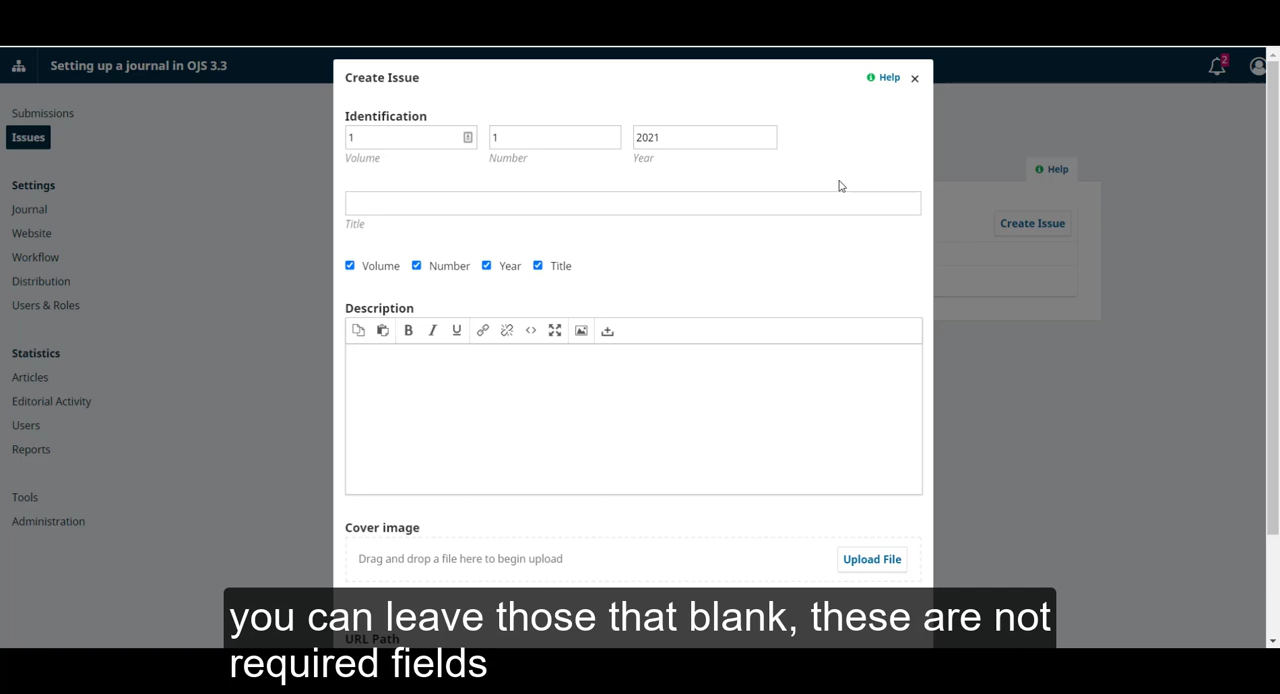 Setting up a journal in OJS 3.3
2
Create Issue
Help
Submissions
Issues
Settings
Journal
Website
Workflow
Distribution
Users & Roles
Statistics
Articles
Editorial Activity
Users
Reports
Tools
Administration
Identification
1 1 2021
Volume Number Year
Title
Volume Number Year Title
Description
B I U
Cover image
Drag and drop a file here to begin upload Upload File
URL Path
Help
Create Issue
you can leave those that blank, these are not
required fields